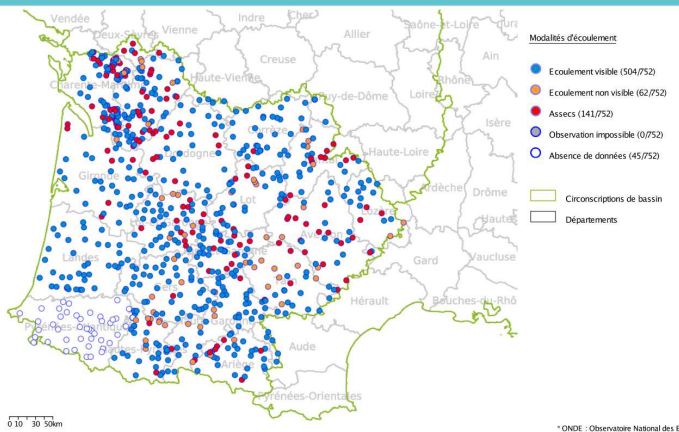 Vendée
Deux-Sèvres
Vienne
Indre
Cher
Allier
Saône-et-Loire
Jura
Ain
Creuse
Haute-Vienne
Charente-Maritime
Puy-de-Dôme
Loire
Rhône
Isère
Corrèze
Dordogne
Haute-Loire
Gironde
Lot
Ardèche
Drôme
Lozère
Aveyron
Gard
Vaucluse
Landes
Gers
Hérault
Bouches-du-Rhô
Pyrénées-Atlantiques
Aude
Ariège
Pyrénées-Orientales
0 10 30 50km
Modalités d'écoulement
Ecoulement visible (504/752)
Ecoulement non visible (62/752)
Assecs (141/752)
Observation impossible (0/752)
Absence de données (45/752)
Circonscriptions de bassin
Départements
* ONDE : Observatoire National des E